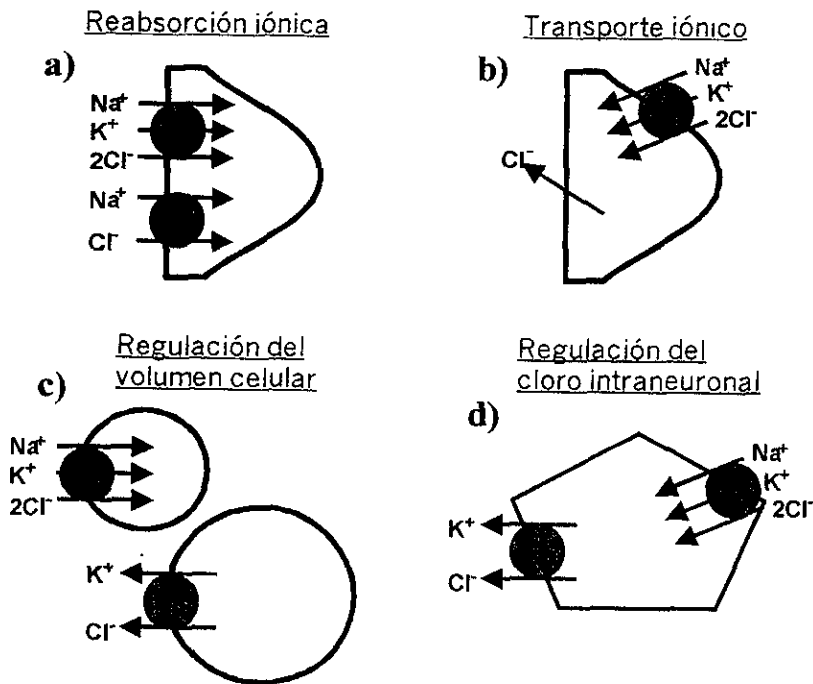 Reabsorción iónica
a)
Na⁺
K⁺
2Cl⁻
Na⁺
Cl⁻
Transporte iónico
b)
Na⁺
K⁺
2Cl⁻
Cl⁻
Regulación del
volumen celular
c)
Na⁺
K⁺
2Cl⁻
K⁺
Cl⁻
Regulación del
cloro intraneuronal
d)
Na⁺
K⁺
2Cl⁻
K⁺
Cl⁻